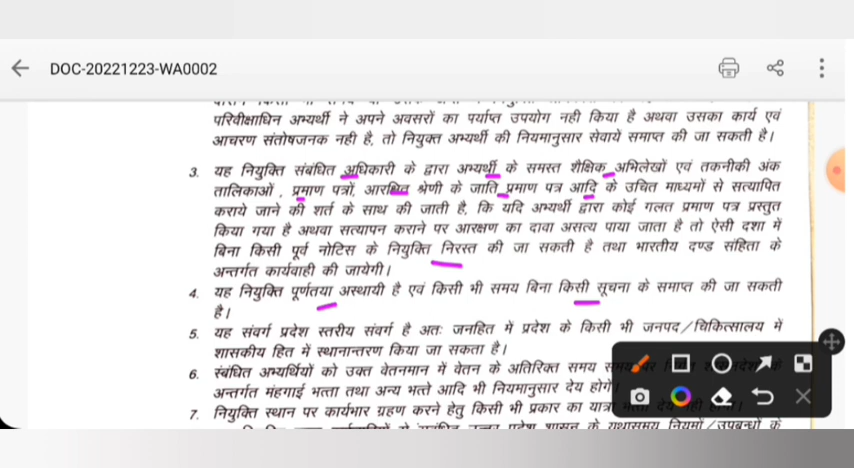 DOC-20221223-WA0002
परिवीक्षाधिन अभ्यर्थी ने अपने अवसरों का पर्याप्त उपयोग नही किया है अथवा उसका कार्य एवं
आचरण संतोषजनक नही है, तो नियुक्त अभ्यर्थी की नियमानुसार सेवायें समाप्त की जा सकती है।
3. यह नियुक्ति संबंधित अधिकारी के द्वारा अभ्यर्थी के समस्त शैक्षिक अभिलेखों एवं तकनीकी अंक
तालिकाओं , प्रमाण पत्रों, आरक्षित श्रेणी के जाति प्रमाण पत्र आदि के उचित माध्यमों से सत्यापित
कराये जाने की शर्त के साथ की जाती है, कि यदि अभ्यर्थी द्वारा कोई गलत प्रमाण पत्र प्रस्तुत
किया गया है अथवा सत्यापन कराने पर आरक्षण का दावा असत्य पाया जाता है तो ऐसी दशा में
बिना किसी पूर्व नोटिस के नियुक्ति निरस्त की जा सकती है तथा भारतीय दण्ड संहिता के
अन्तर्गत कार्यवाही की जायेगी।
4. यह नियुक्ति पूर्णतया अस्थायी है एवं किसी भी समय बिना किसी सूचना के समाप्त की जा सकती
है।
5. यह संवर्ग प्रदेश स्तरीय संवर्ग है अतः जनहित में प्रदेश के किसी भी जनपद/चिकित्सालय में
शासकीय हित में स्थानान्तरण किया जा सकता है।
6. संबंधित अभ्यर्थियों को उक्त वेतनमान में वेतन के अतिरिक्त समय के
अन्तर्गत मंहगाई भत्ता तथा अन्य भत्ते आदि भी नियमानुसार देय होगें।
7. नियुक्ति स्थान पर कार्यभार ग्रहण करने हेतु किसी भी प्रकार का यात्रा भत्ता देय नही होगा।